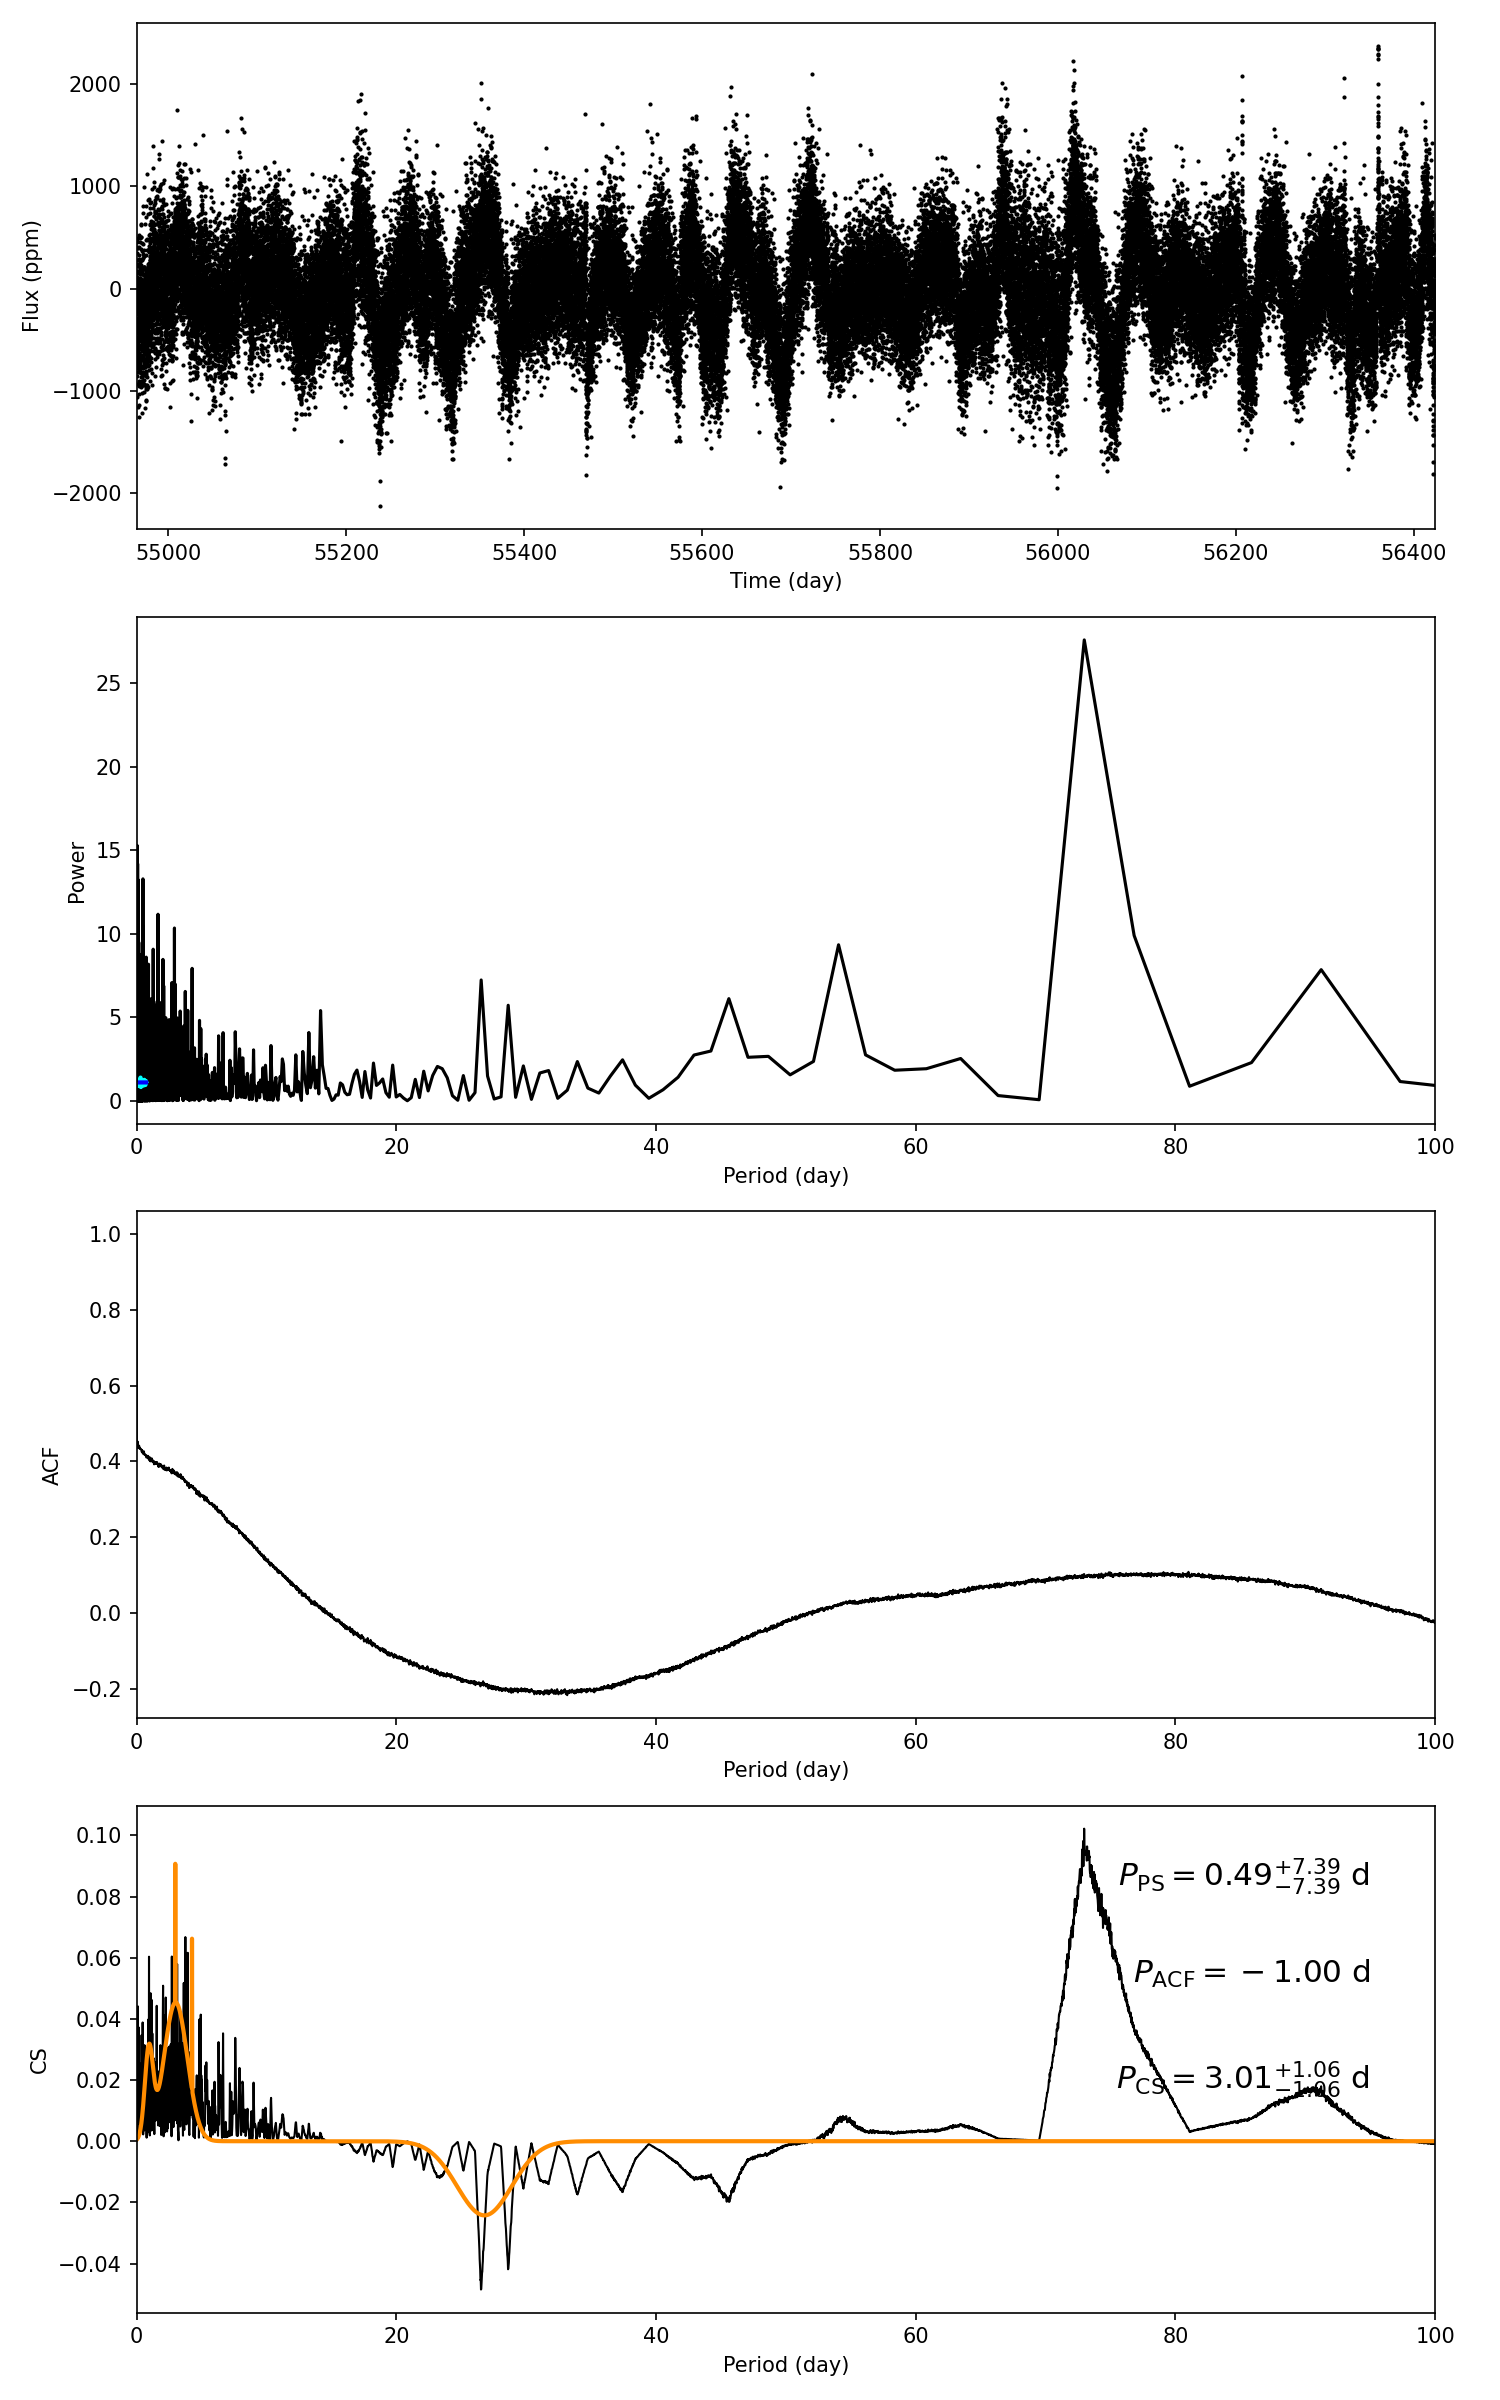 2000
1000
0
−1000
−2000
Flux (ppm)
55000 55200 55400 55600 55800 56000 56200 56400
Time (day)
25
20
15
10
5
0
Power
0 20 40 60 80 100
Period (day)
1.0
0.8
0.6
0.4
0.2
0.0
−0.2
ACF
0 20 40 60 80 100
Period (day)
0.10
0.08
0.06
0.04
0.02
0.00
−0.02
−0.04
CS
P_PS = 0.49 +7.39 −7.39 d
P_ACF = −1.00 d
P_CS = 3.01 +1.06 −1.06 d
0 20 40 60 80 100
Period (day)